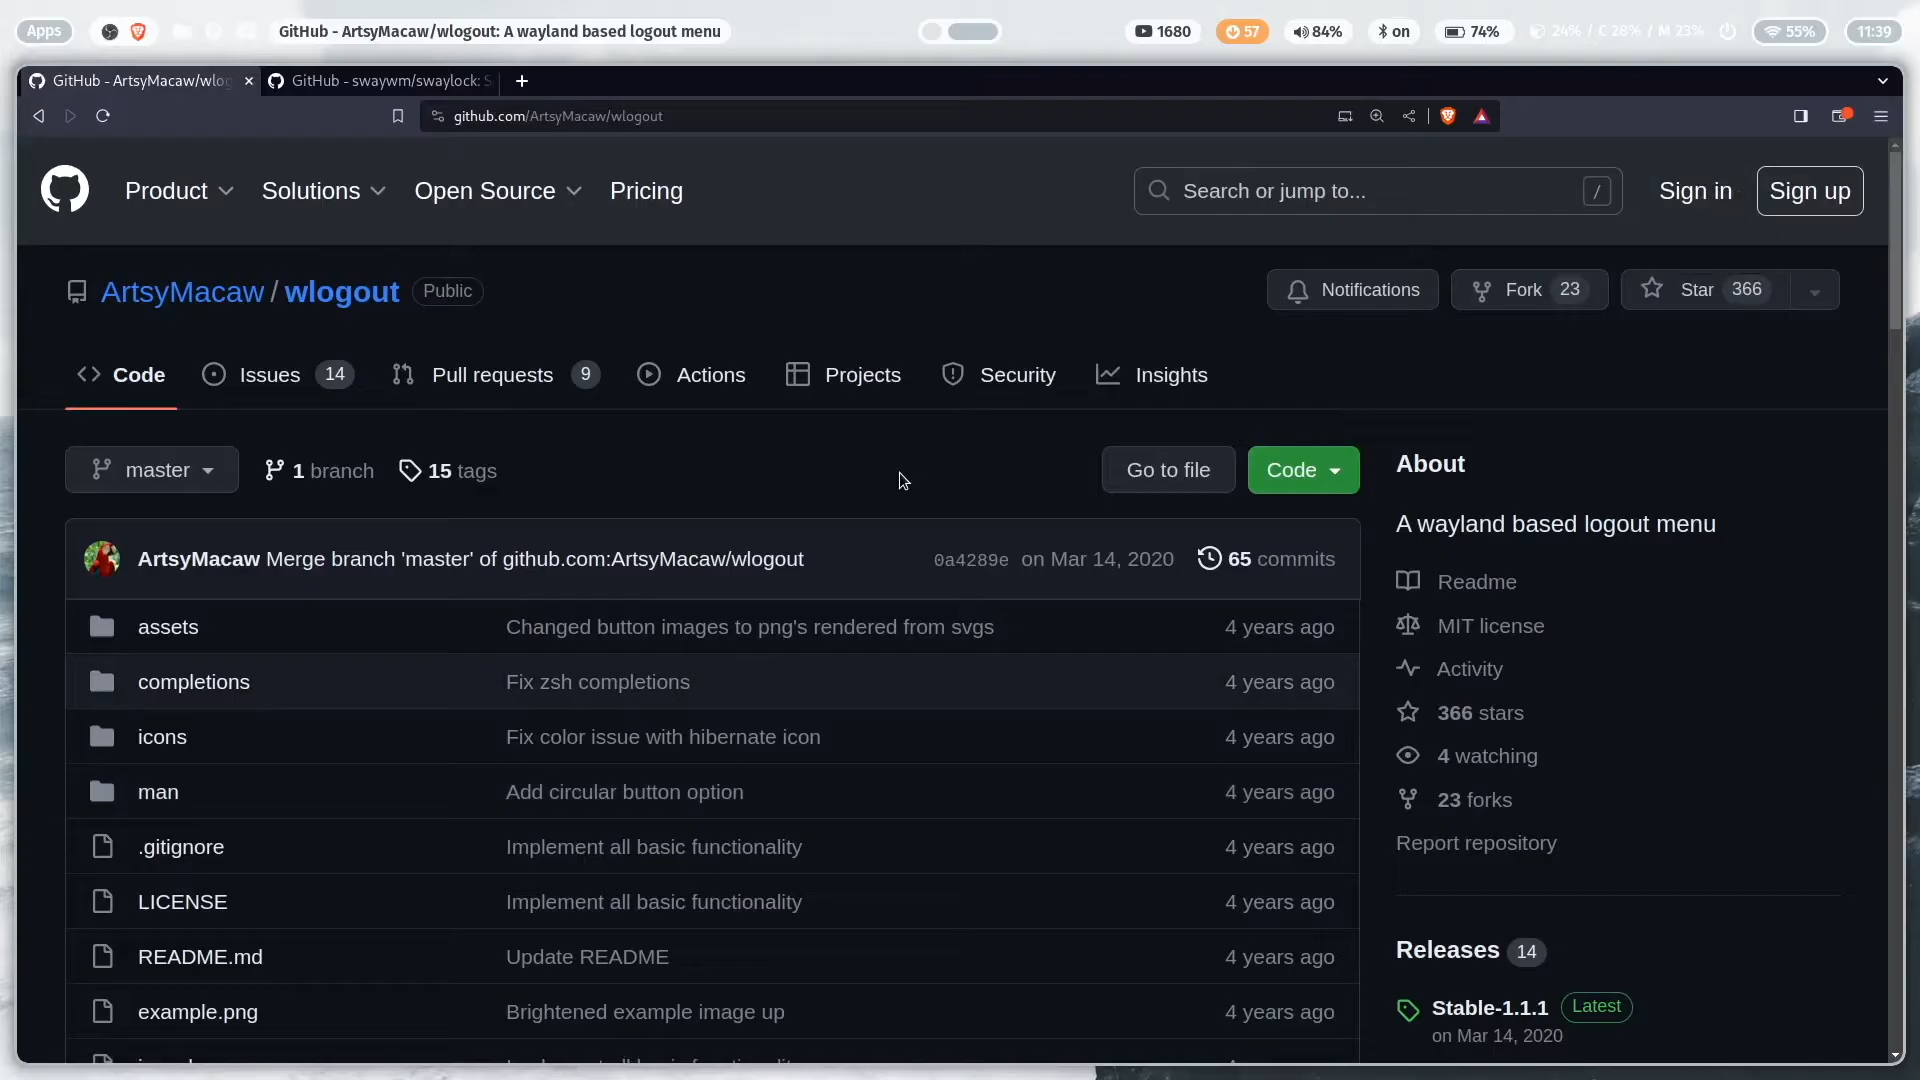 Apps
GitHub - ArtsyMacaw/wlogout: A wayland based logout menu
1680
57
84%
on
74%
24% / C 28% / M 23%
55%
11:39
GitHub - ArtsyMacaw/wlog
GitHub - swaywm/swaylock: S
github.com/ArtsyMacaw/wlogout
Product
Solutions
Open Source
Pricing
Search or jump to...
/
Sign in
Sign up
ArtsyMacaw / wlogout
Public
Notifications
Fork 23
Star 366
Code
Issues 14
Pull requests 9
Actions
Projects
Security
Insights
master
1 branch
15 tags
Go to file
Code
ArtsyMacaw Merge branch 'master' of github.com:ArtsyMacaw/wlogout
0a4289e on Mar 14, 2020
65 commits
assets Changed button images to png's rendered from svgs 4 years ago
completions Fix zsh completions 4 years ago
icons Fix color issue with hibernate icon 4 years ago
man Add circular button option 4 years ago
.gitignore Implement all basic functionality 4 years ago
LICENSE Implement all basic functionality 4 years ago
README.md Update README 4 years ago
example.png Brightened example image up 4 years ago
About
A wayland based logout menu
Readme
MIT license
Activity
366 stars
4 watching
23 forks
Report repository
Releases 14
Stable-1.1.1 Latest
on Mar 14, 2020